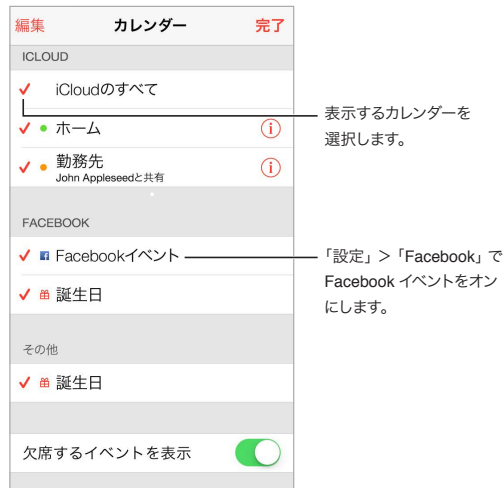 編集 カレンダー 完了
ICLOUD
iCloudのすべて
ホーム
勤務先
John Appleseedと共有
FACEBOOK
Facebookイベント
誕生日
その他
誕生日
欠席するイベントを表示
表示するカレンダーを
選択します。
「設定」＞「Facebook」で
Facebook イベントをオン
にします。